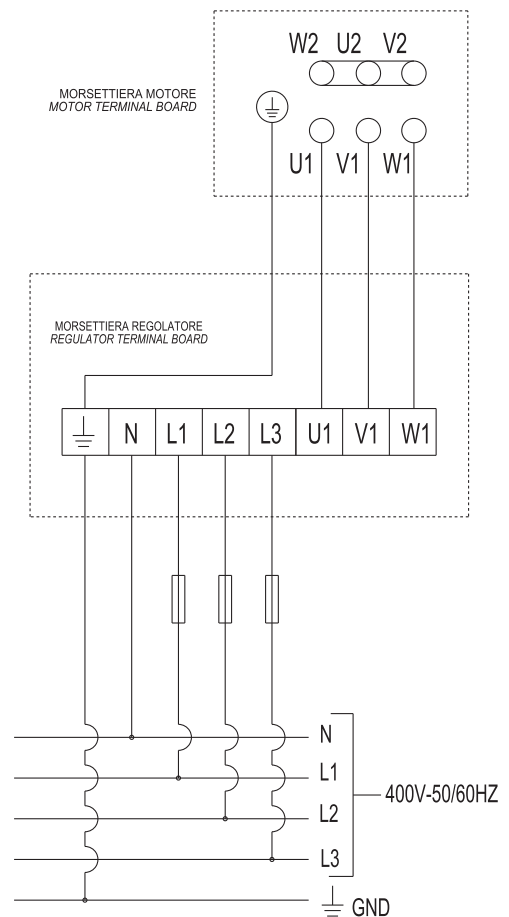 W2 U2 V2
MORSETTIERA MOTORE
MOTOR TERMINAL BOARD
U1 V1 W1
MORSETTIERA REGOLATORE
REGULATOR TERMINAL BOARD
N L1 L2 L3 U1 V1 W1
N
L1
400V-50/60HZ
L2
L3
GND